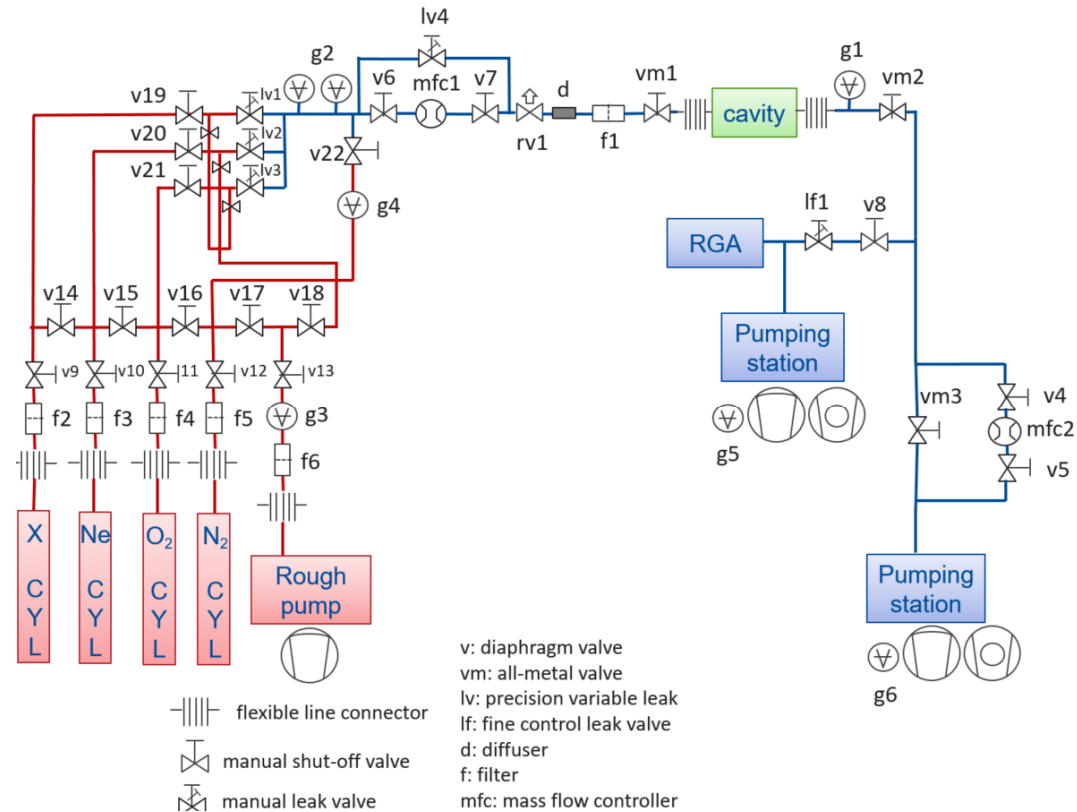 lv4
g2
g1
v6
mfc1
v7
d
vm1
vm2
v19
lv1
cavity
v20
lv2
rv1
f1
v22
v21
lv3
g4
lf1
v8
RGA
v14
v15
v16
v17
v18
Pumping
station
v9
v10
11
v12
v13
vm3
v4
f2
f3
f4
f5
g3
mfc2
g5
f6
v5
X
C
Y
L
Ne
C
Y
L
O₂
C
Y
L
N₂
C
Y
L
Rough
pump
Pumping
station
g6
v: diaphragm valve
vm: all-metal valve
lv: precision variable leak
lf: fine control leak valve
d: diffuser
f: filter
mfc: mass flow controller
flexible line connector
manual shut-off valve
manual leak valve